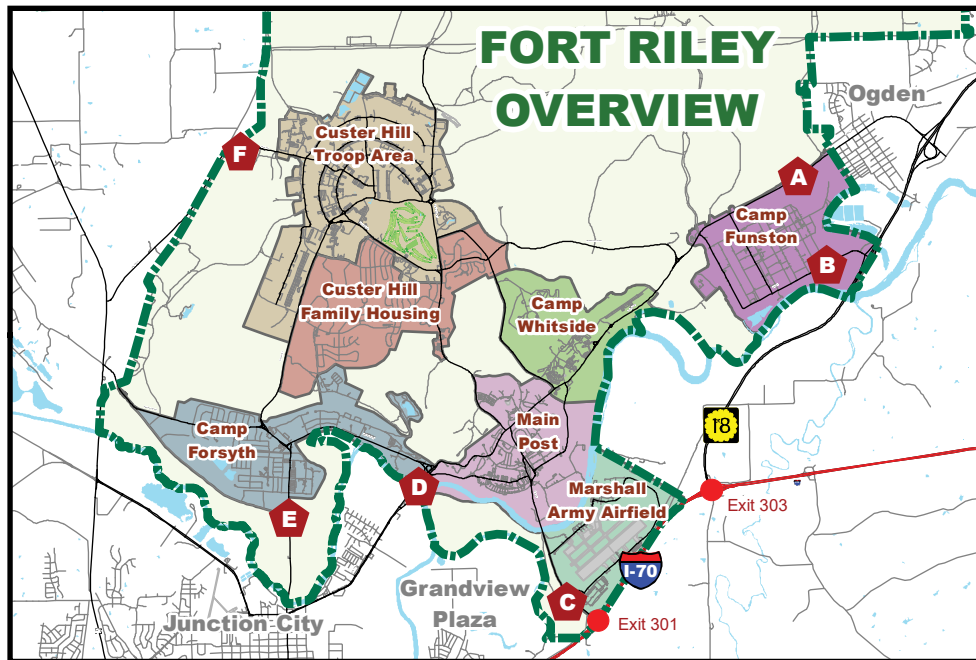 FORT RILEY
OVERVIEW
Ogden
Custer Hill
Troop Area
F
A
Camp
Funston
B
Custer Hill
Family Housing
Camp
Whitside
18
Main
Post
Camp
Forsyth
D
E
Marshall
Army Airfield
Exit 303
I-70
C
Grandview
Plaza
Junction City
Exit 301